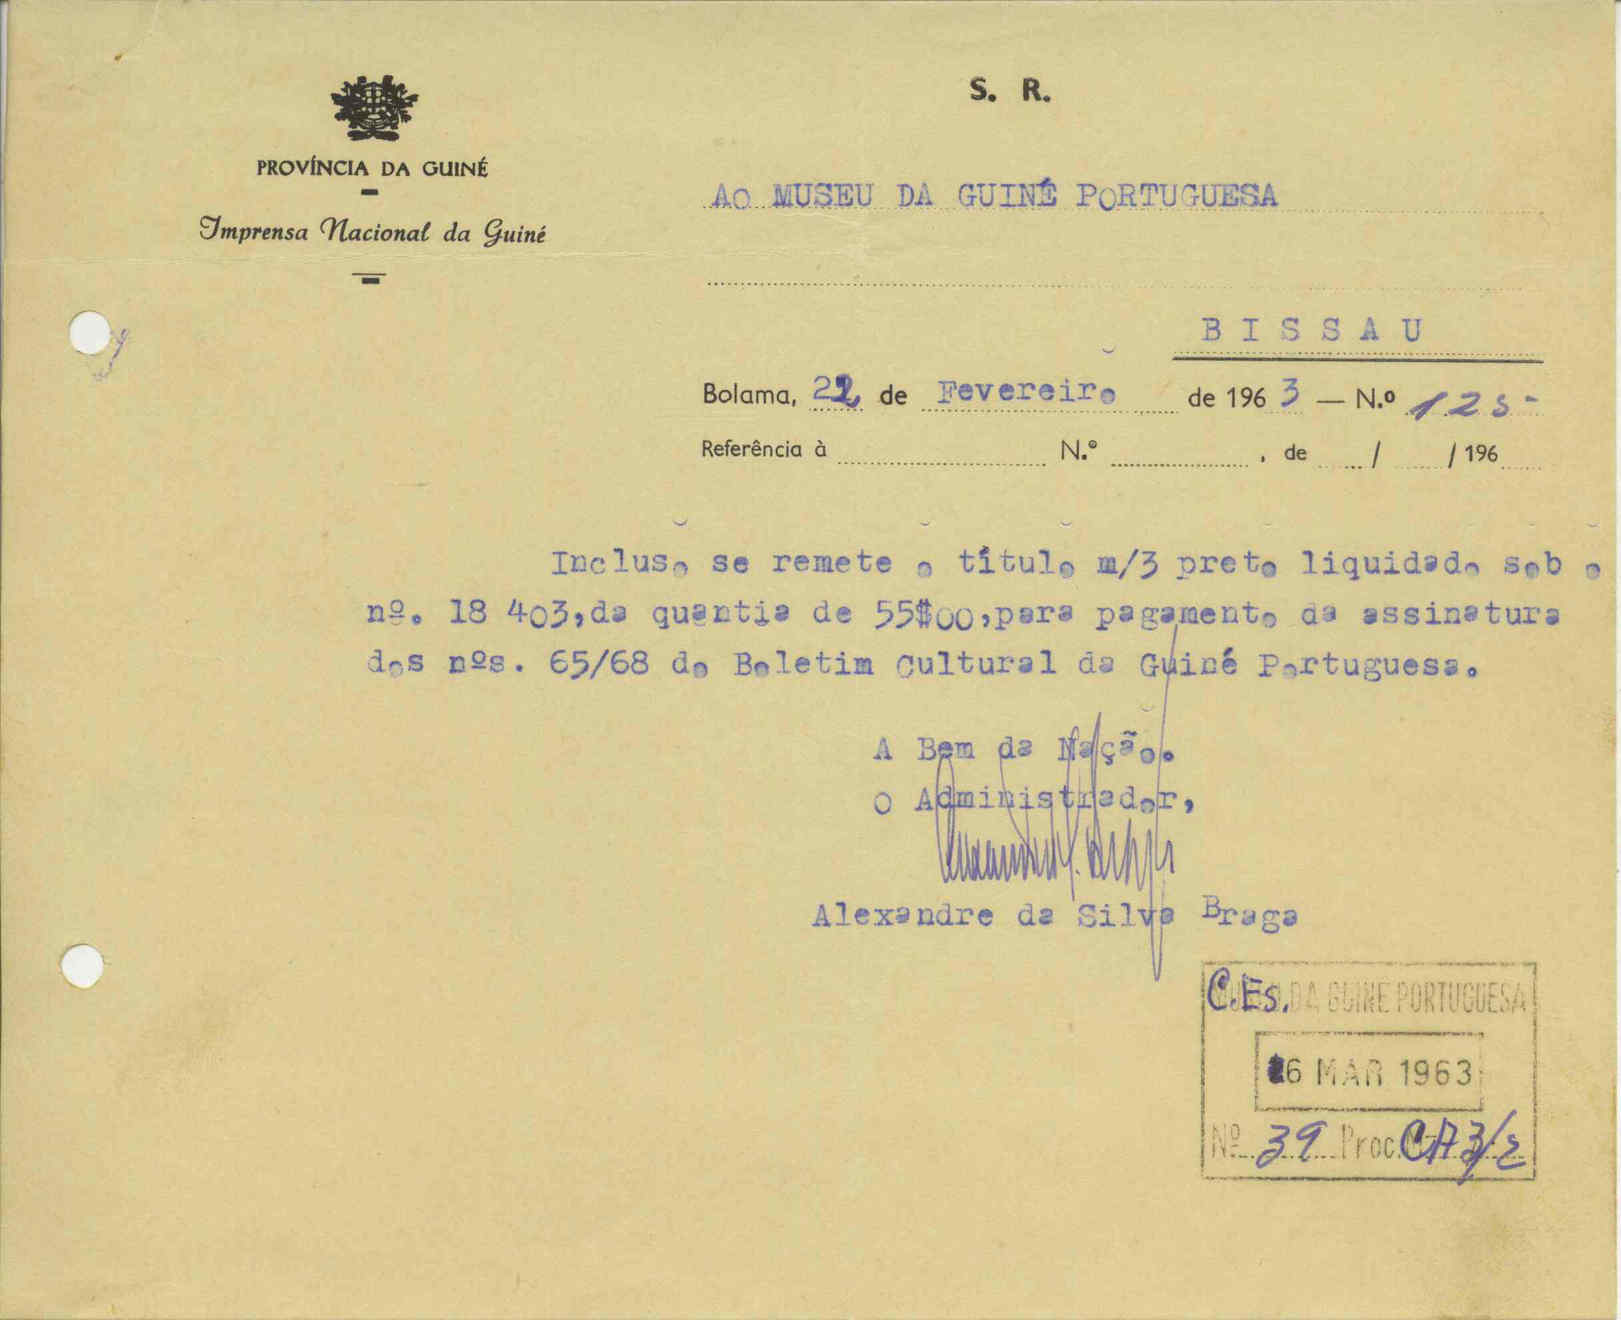 S. R.
PROVÍNCIA DA GUINÉ
Imprensa Nacional da Guiné
AO MUSEU DA GUINÉ PORTUGUESA
B I S S A U
Bolama, 22 de Fevereiro de 1963 — N.º 125-
Referência à N.º , de / / 196
Incluso se remete o título m/3 preto liquidado sob o
nº. 18 403,da quantia de 55$00,para pagamento da assinatura
dos nºs. 65/68 do Boletim Cultural da Guiné Portuguesa.
A Bem da Nação.
O Administrador,
Alexandre da Silva Braga
C.Es. DA GUINE PORTUGUESA
6 MAR 1963
Nº 39 Proc. CA3/2